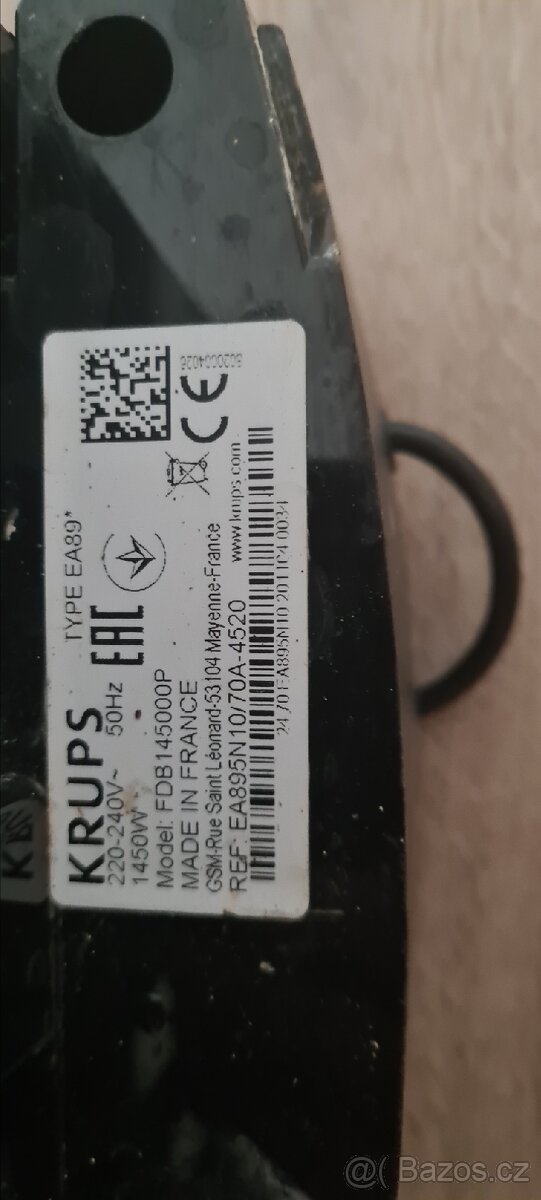 KRUPS TYPE EA89*
220-240V~ 50Hz
1450W EAC
Model: FDB145000P
MADE IN FRANCE
GSM-Rue Saint Léonard-53104 Mayenne-France
REF: EA895N10/70A-4520 www.krups.com
CE
@( Bazos.cz